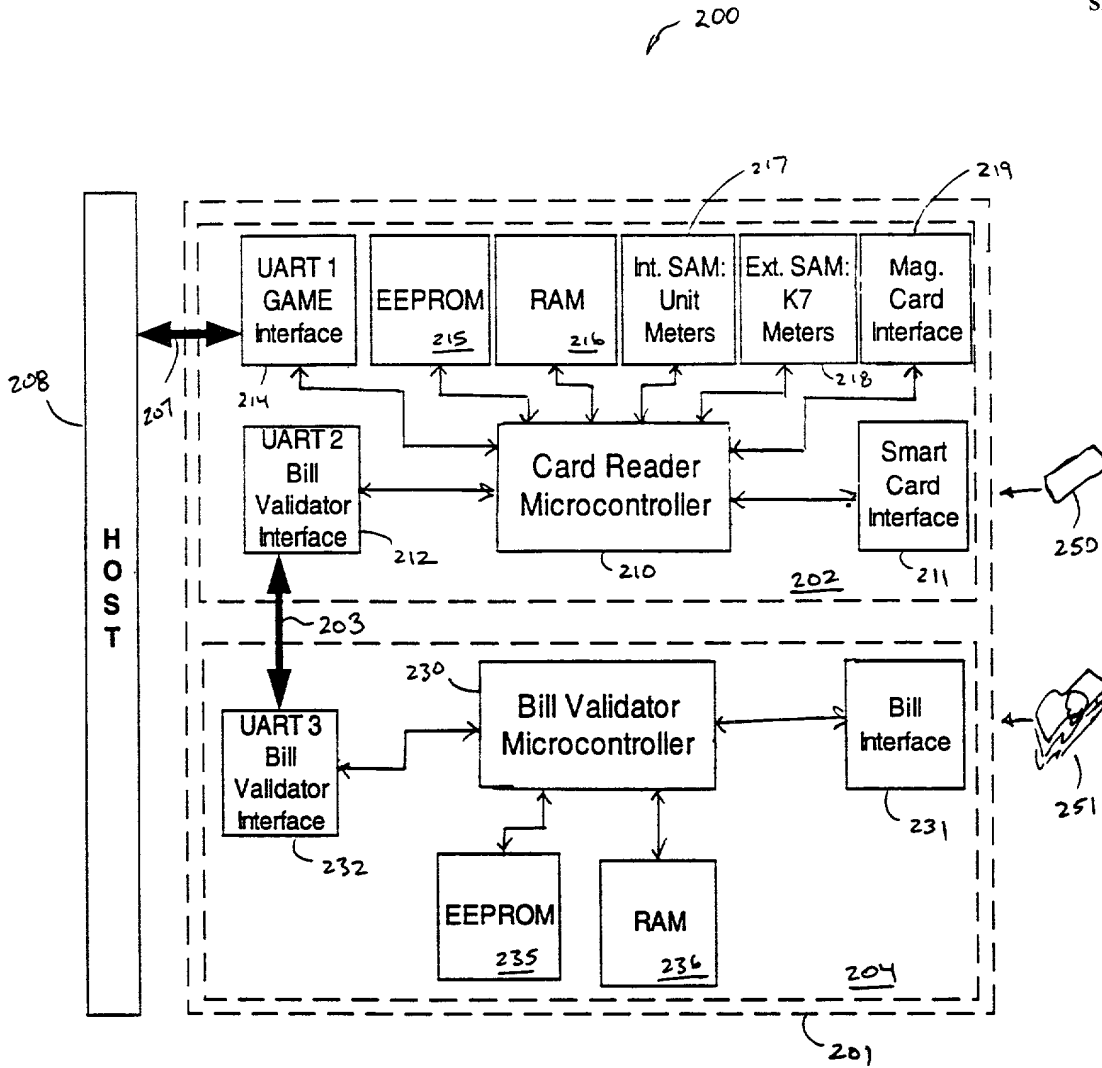 s
200
217
219
UART 1
GAME
Interface
EEPROM
215
RAM
216
Int. SAM:
Unit
Meters
Ext. SAM:
K7
Meters
Mag.
Card
Interface
208
207
214
218
UART 2
Bill
Validator
Interface
212
Card Reader
Microcontroller
210
Smart
Card
Interface
211
250
HOST
202
203
230
Bill Validator
Microcontroller
Bill
Interface
231
251
UART 3
Bill
Validator
Interface
232
EEPROM
235
RAM
236
204
201